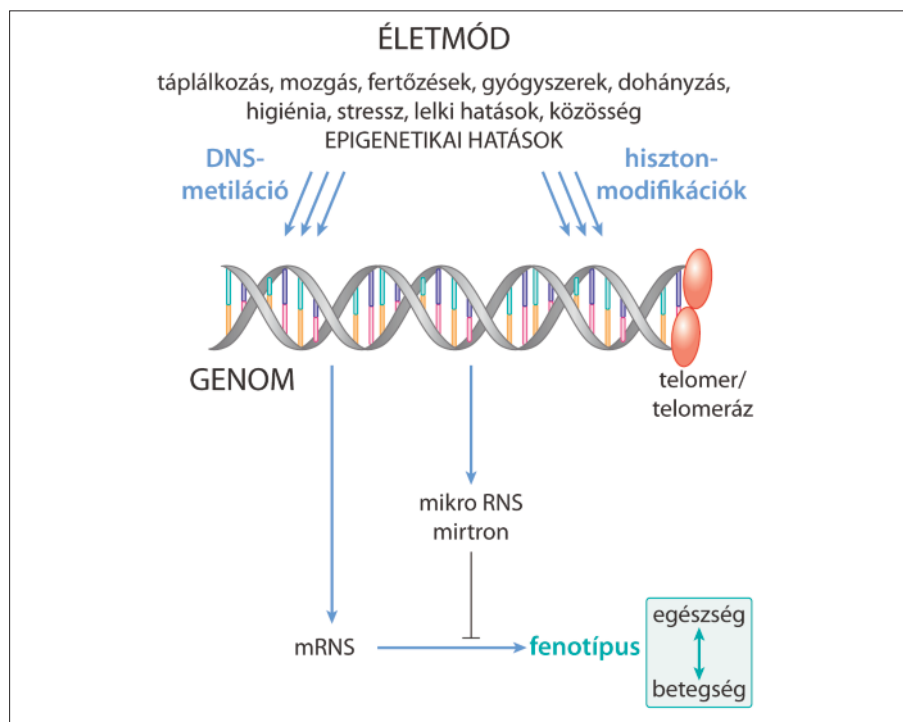 ÉLETMÓD
táplálkozás, mozgás, fertőzések, gyógyszerek, dohányzás,
higiénia, stressz, lelki hatások, közösség
EPIGENETIKAI HATÁSOK
DNS-
metiláció
hiszton-
modifikációk
GENOM
telomer/
telomeráz
mikro RNS
mirtron
mRNS
fenotípus
egészség
betegség